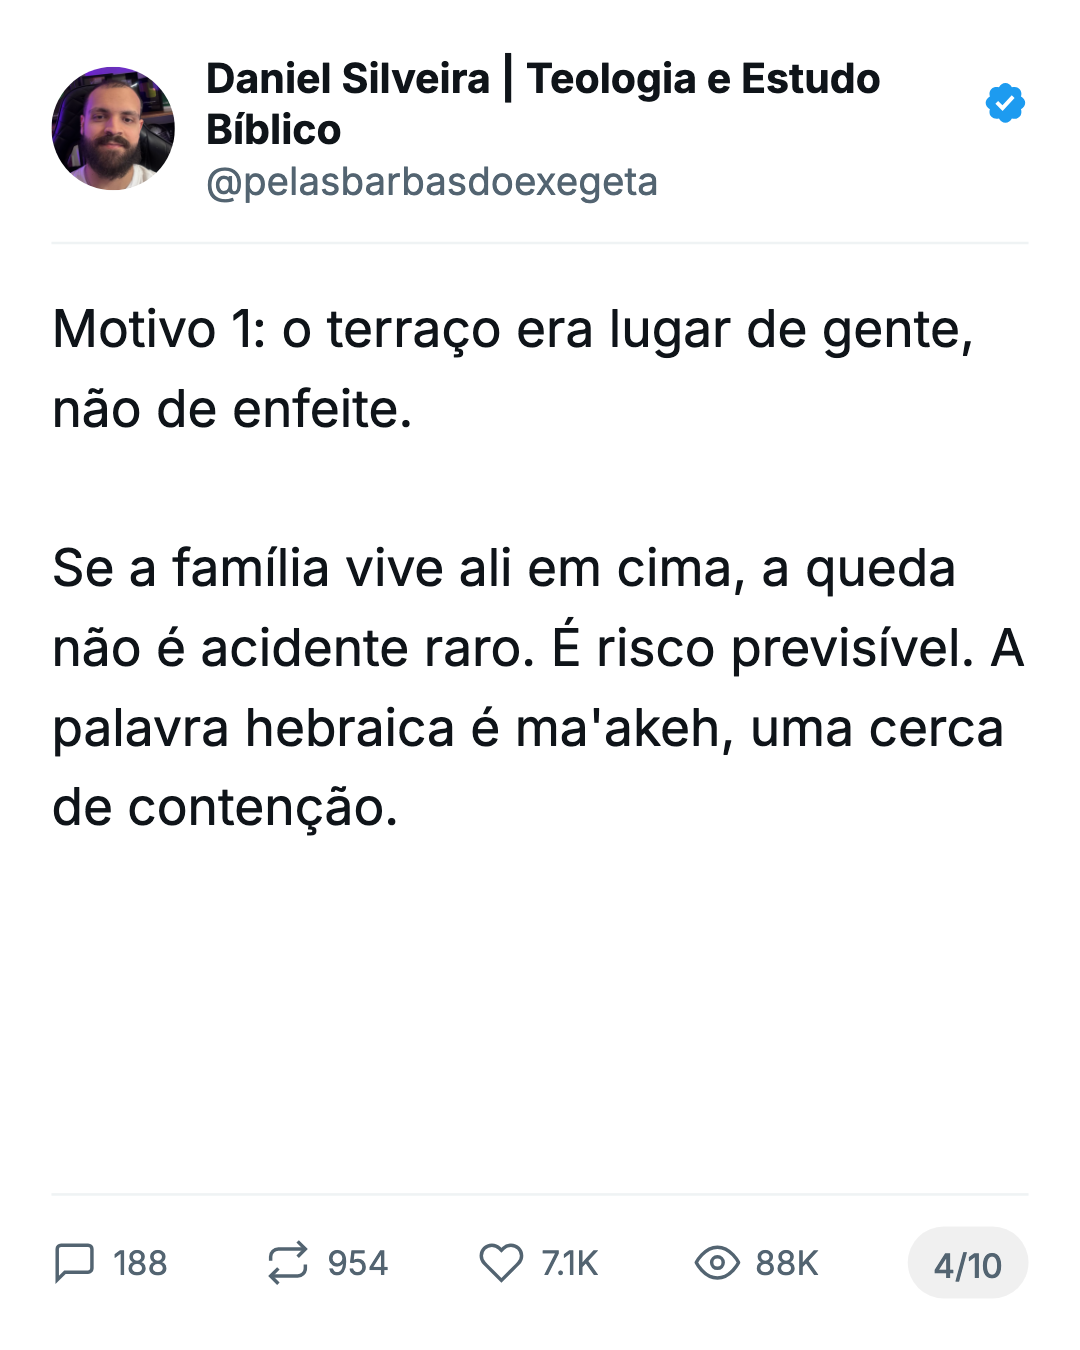 Daniel Silveira | Teologia e Estudo
Bíblico
@pelasbarbasdoexegeta
Motivo 1: o terraço era lugar de gente,
não de enfeite.
Se a família vive ali em cima, a queda
não é acidente raro. É risco previsível. A
palavra hebraica é ma'akeh, uma cerca
de contenção.
188 954 7.1K 88K 4/10